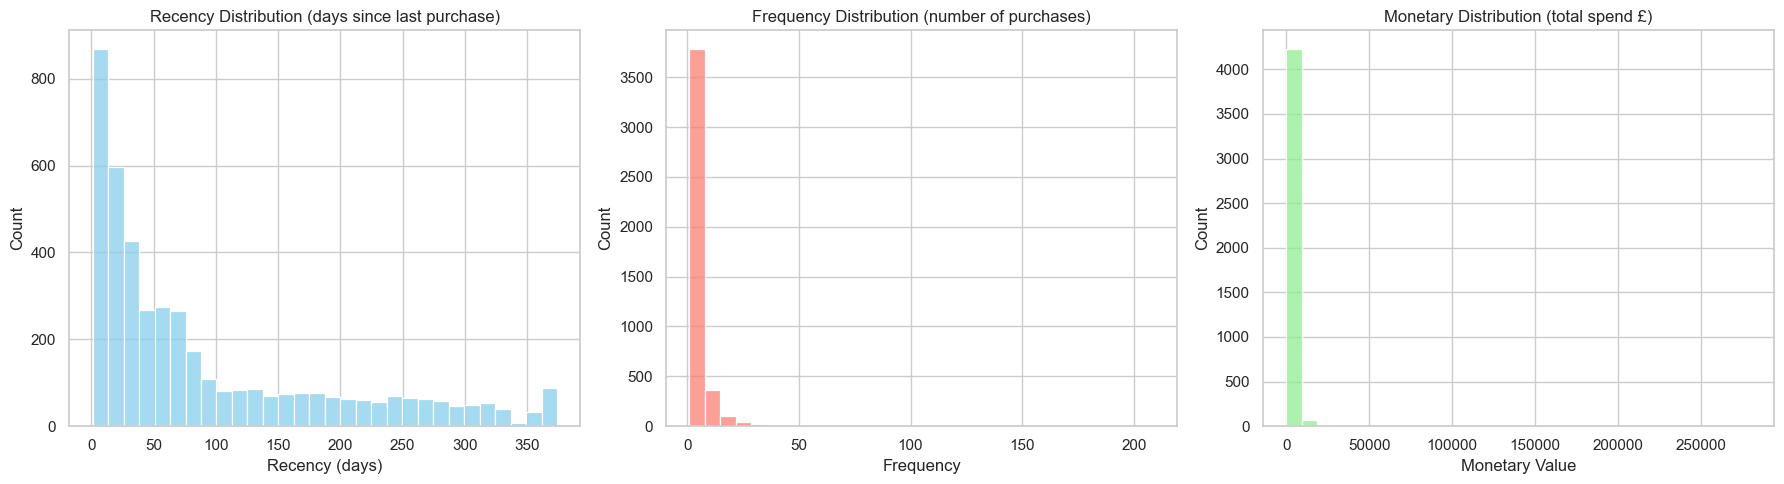 Recency Distribution (days since last purchase)
800
600
400
200
0
Count
0 50 100 150 200 250 300 350
Recency (days)
Frequency Distribution (number of purchases)
3500
3000
2500
2000
1500
1000
500
0
Count
0 50 100 150 200
Frequency
Monetary Distribution (total spend £)
4000
3500
3000
2500
2000
1500
1000
500
0
Count
0 50000 100000 150000 200000 250000
Monetary Value